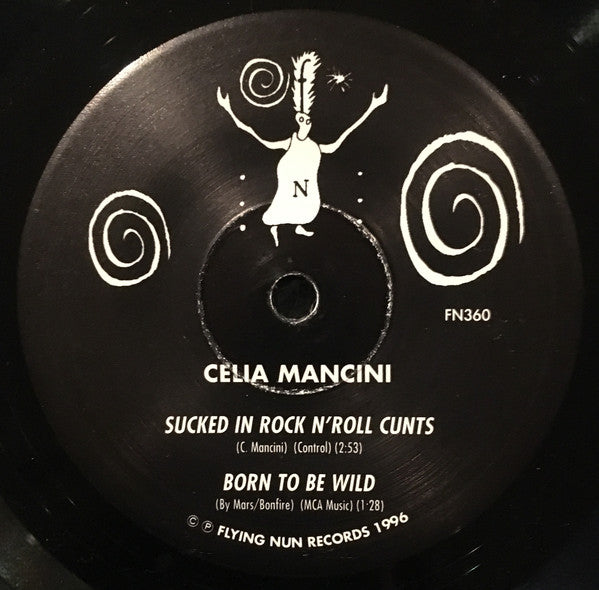 N
FN360
CELIA MANCINI
SUCKED IN ROCK N'ROLL CUNTS
(C. Mancini) (Control) (2:53)
BORN TO BE WILD
(By Mars/Bonfire) (MCA Music) (1·28)
© ℗ FLYING NUN RECORDS 1996